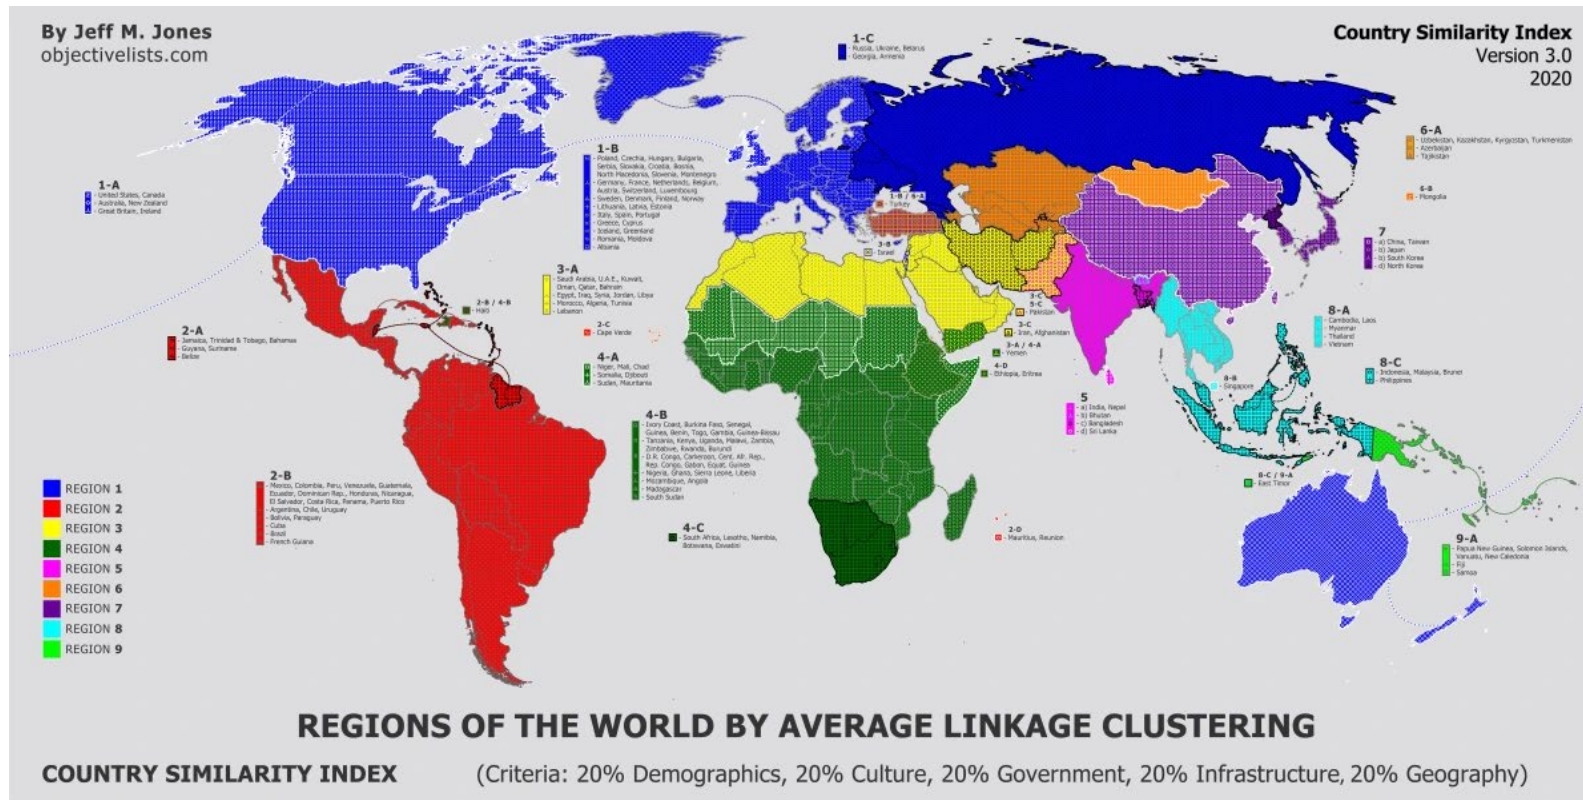 By Jeff M. Jones
objectivelists.com
Country Similarity Index
Version 3.0
2020
1-C
- Russia, Ukraine, Belarus
- Georgia, Armenia
6-A
- Uzbekistan, Kazakhstan, Kyrgyzstan, Turkmenistan
- Azerbaijan
- Tajikistan
6-B
- Mongolia
1-B
- Poland, Czechia, Hungary, Bulgaria,
Serbia, Slovakia, Croatia, Bosnia,
North Macedonia, Slovenia, Montenegro
- Germany, France, Netherlands, Belgium,
Austria, Switzerland, Luxembourg
- Sweden, Denmark, Finland, Norway
- Lithuania, Latvia, Estonia
- Italy, Spain, Portugal
- Greece, Cyprus
- Iceland, Greenland
- Romania, Moldova
- Albania
1-A
- United States, Canada
- Australia, New Zealand
- Great Britain, Ireland
1-B / 6-A
- Turkey
3-B
- Israel
7
- a) China, Taiwan
- b) Japan
- b) South Korea
- d) North Korea
3-A
- Saudi Arabia, U.A.E., Kuwait,
Oman, Qatar, Bahrain
- Egypt, Iraq, Syria, Jordan, Libya
- Morocco, Algeria, Tunisia
- Lebanon
2-B / 4-B
- Haiti
3-C
5-C
- Pakistan
3-C
- Iran, Afghanistan
3-A / 4-A
- Yemen
4-D
- Ethiopia, Eritrea
2-A
- Jamaica, Trinidad & Tobago, Bahamas
- Guyana, Suriname
- Belize
2-C
- Cape Verde
4-A
- Niger, Mali, Chad
- Somalia, Djibouti
- Sudan, Mauritania
8-A
- Cambodia, Laos
- Myanmar
- Thailand
- Vietnam
8-B
- Singapore
8-C
- Indonesia, Malaysia, Brunei
- Philippines
5
- a) India, Nepal
- b) Bhutan
- c) Bangladesh
- d) Sri Lanka
4-B
- Ivory Coast, Burkina Faso, Senegal,
Guinea, Benin, Togo, Gambia, Guinea-Bissau
- Tanzania, Kenya, Uganda, Malawi, Zambia,
Zimbabwe, Rwanda, Burundi
- D.R. Congo, Cameroon, Cent. Afr. Rep.,
Rep. Congo, Gabon, Equat. Guinea
- Nigeria, Ghana, Sierra Leone, Liberia
- Mozambique, Angola
- Madagascar
- South Sudan
2-B
- Mexico, Colombia, Peru, Venezuela, Guatemala,
Ecuador, Dominican Rep., Honduras, Nicaragua,
El Salvador, Costa Rica, Panama, Puerto Rico
- Argentina, Chile, Uruguay
- Bolivia, Paraguay
- Cuba
- Brazil
- French Guiana
8-C / 9-A
- East Timor
4-C
- South Africa, Lesotho, Namibia,
Botswana, Eswatini
2-D
- Mauritius, Reunion
9-A
- Papua New Guinea, Solomon Islands,
Vanuatu, New Caledonia
- Fiji
- Samoa
REGION 1
REGION 2
REGION 3
REGION 4
REGION 5
REGION 6
REGION 7
REGION 8
REGION 9
REGIONS OF THE WORLD BY AVERAGE LINKAGE CLUSTERING
COUNTRY SIMILARITY INDEX (Criteria: 20% Demographics, 20% Culture, 20% Government, 20% Infrastructure, 20% Geography)